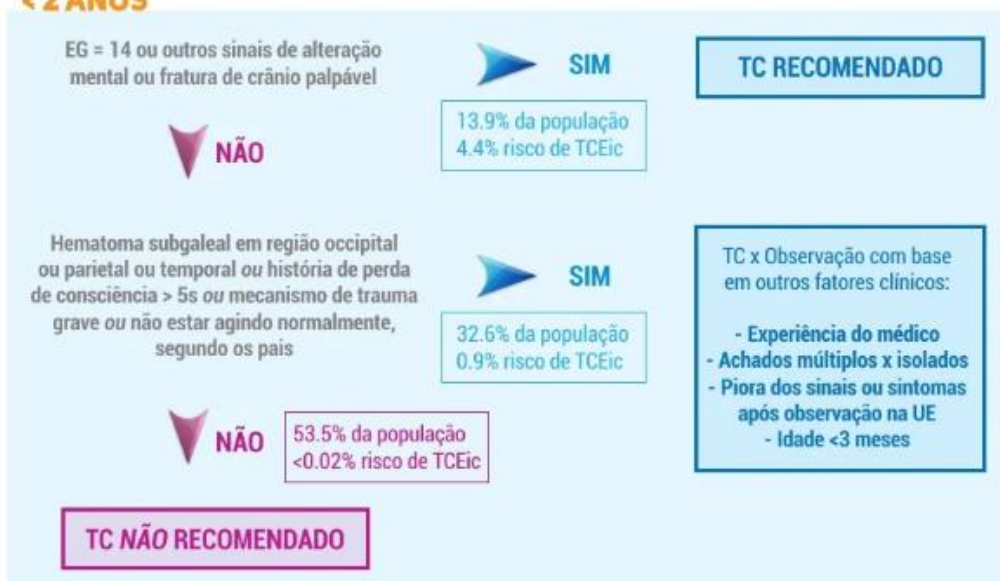 < 2 ANOS
EG = 14 ou outros sinais de alteração
mental ou fratura de crânio palpável
SIM
TC RECOMENDADO
13.9% da população
4.4% risco de TCEic
NÃO
Hematoma subgaleal em região occipital
ou parietal ou temporal ou história de perda
de consciência > 5s ou mecanismo de trauma
grave ou não estar agindo normalmente,
segundo os pais
SIM
32.6% da população
0.9% risco de TCEic
TC x Observação com base
em outros fatores clínicos:
- Experiência do médico
- Achados múltiplos x isolados
- Piora dos sinais ou sintomas
após observação na UE
- Idade <3 meses
NÃO
53.5% da população
<0.02% risco de TCEic
TC NÃO RECOMENDADO